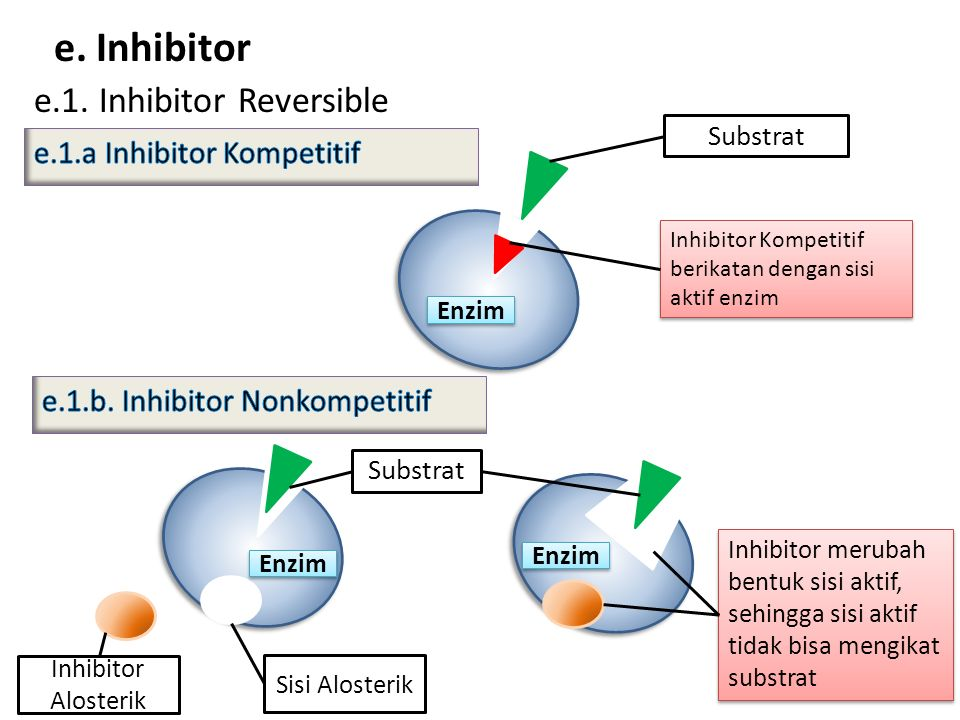 e. Inhibitor
e.1. Inhibitor Reversible
e.1.a Inhibitor Kompetitif
Substrat
Inhibitor Kompetitif
berikatan dengan sisi
aktif enzim
Enzim
e.1.b. Inhibitor Nonkompetitif
Substrat
Enzim
Enzim
Inhibitor merubah
bentuk sisi aktif,
sehingga sisi aktif
tidak bisa mengikat
substrat
Inhibitor
Alosterik
Sisi Alosterik